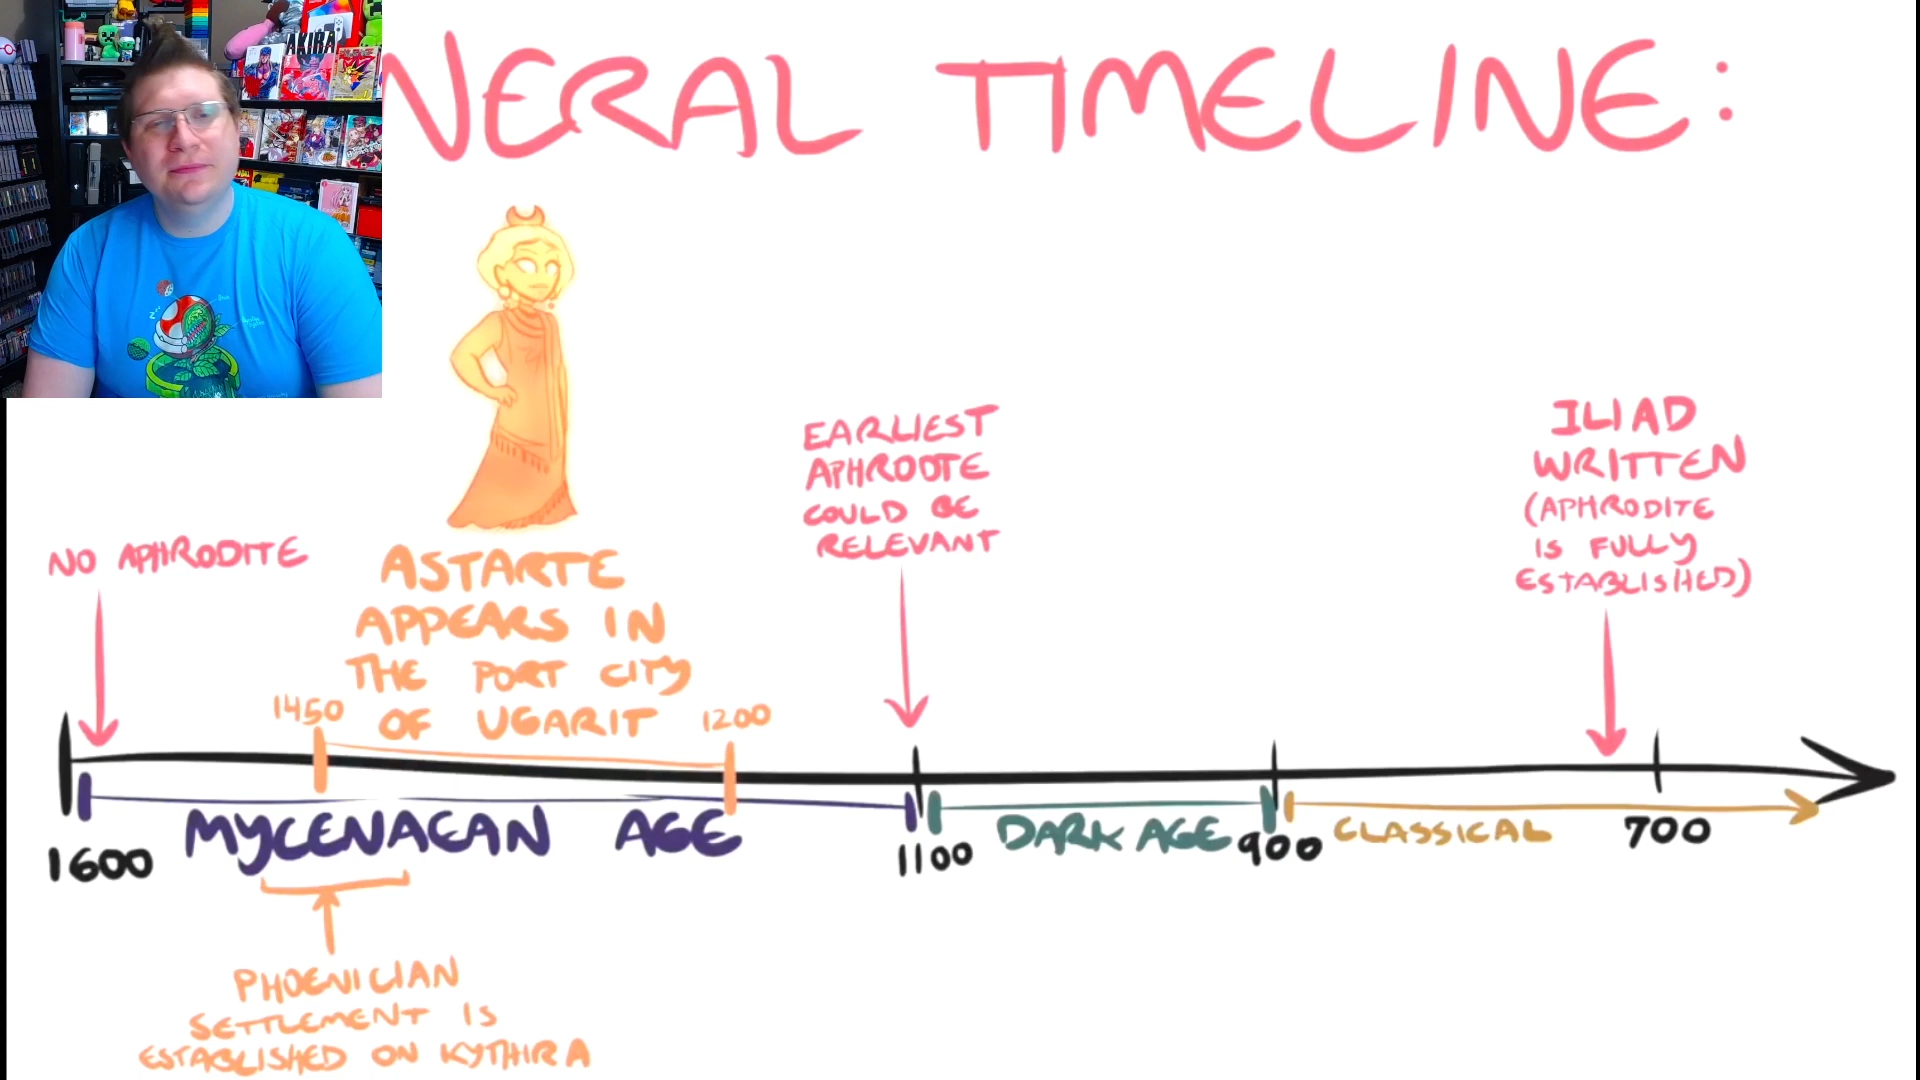 NERAL TIMELINE:
AKIRA
EARLIEST
APHRODTE
COULD BE
RELEVANT
ILIAD
WRITTEN
(APHRODITE
IS FULLY
ESTABLISHED)
NO APHRODITE
ASTARTE
APPEARS IN
THE PORT CITY
OF UGARIT
1450
1200
MYCENAEAN AGE
DARK AGE
CLASSICAL
1600
1100
900
700
PHOENICIAN
SETTLEMENT IS
ESTABLISHED ON KYTHIRA